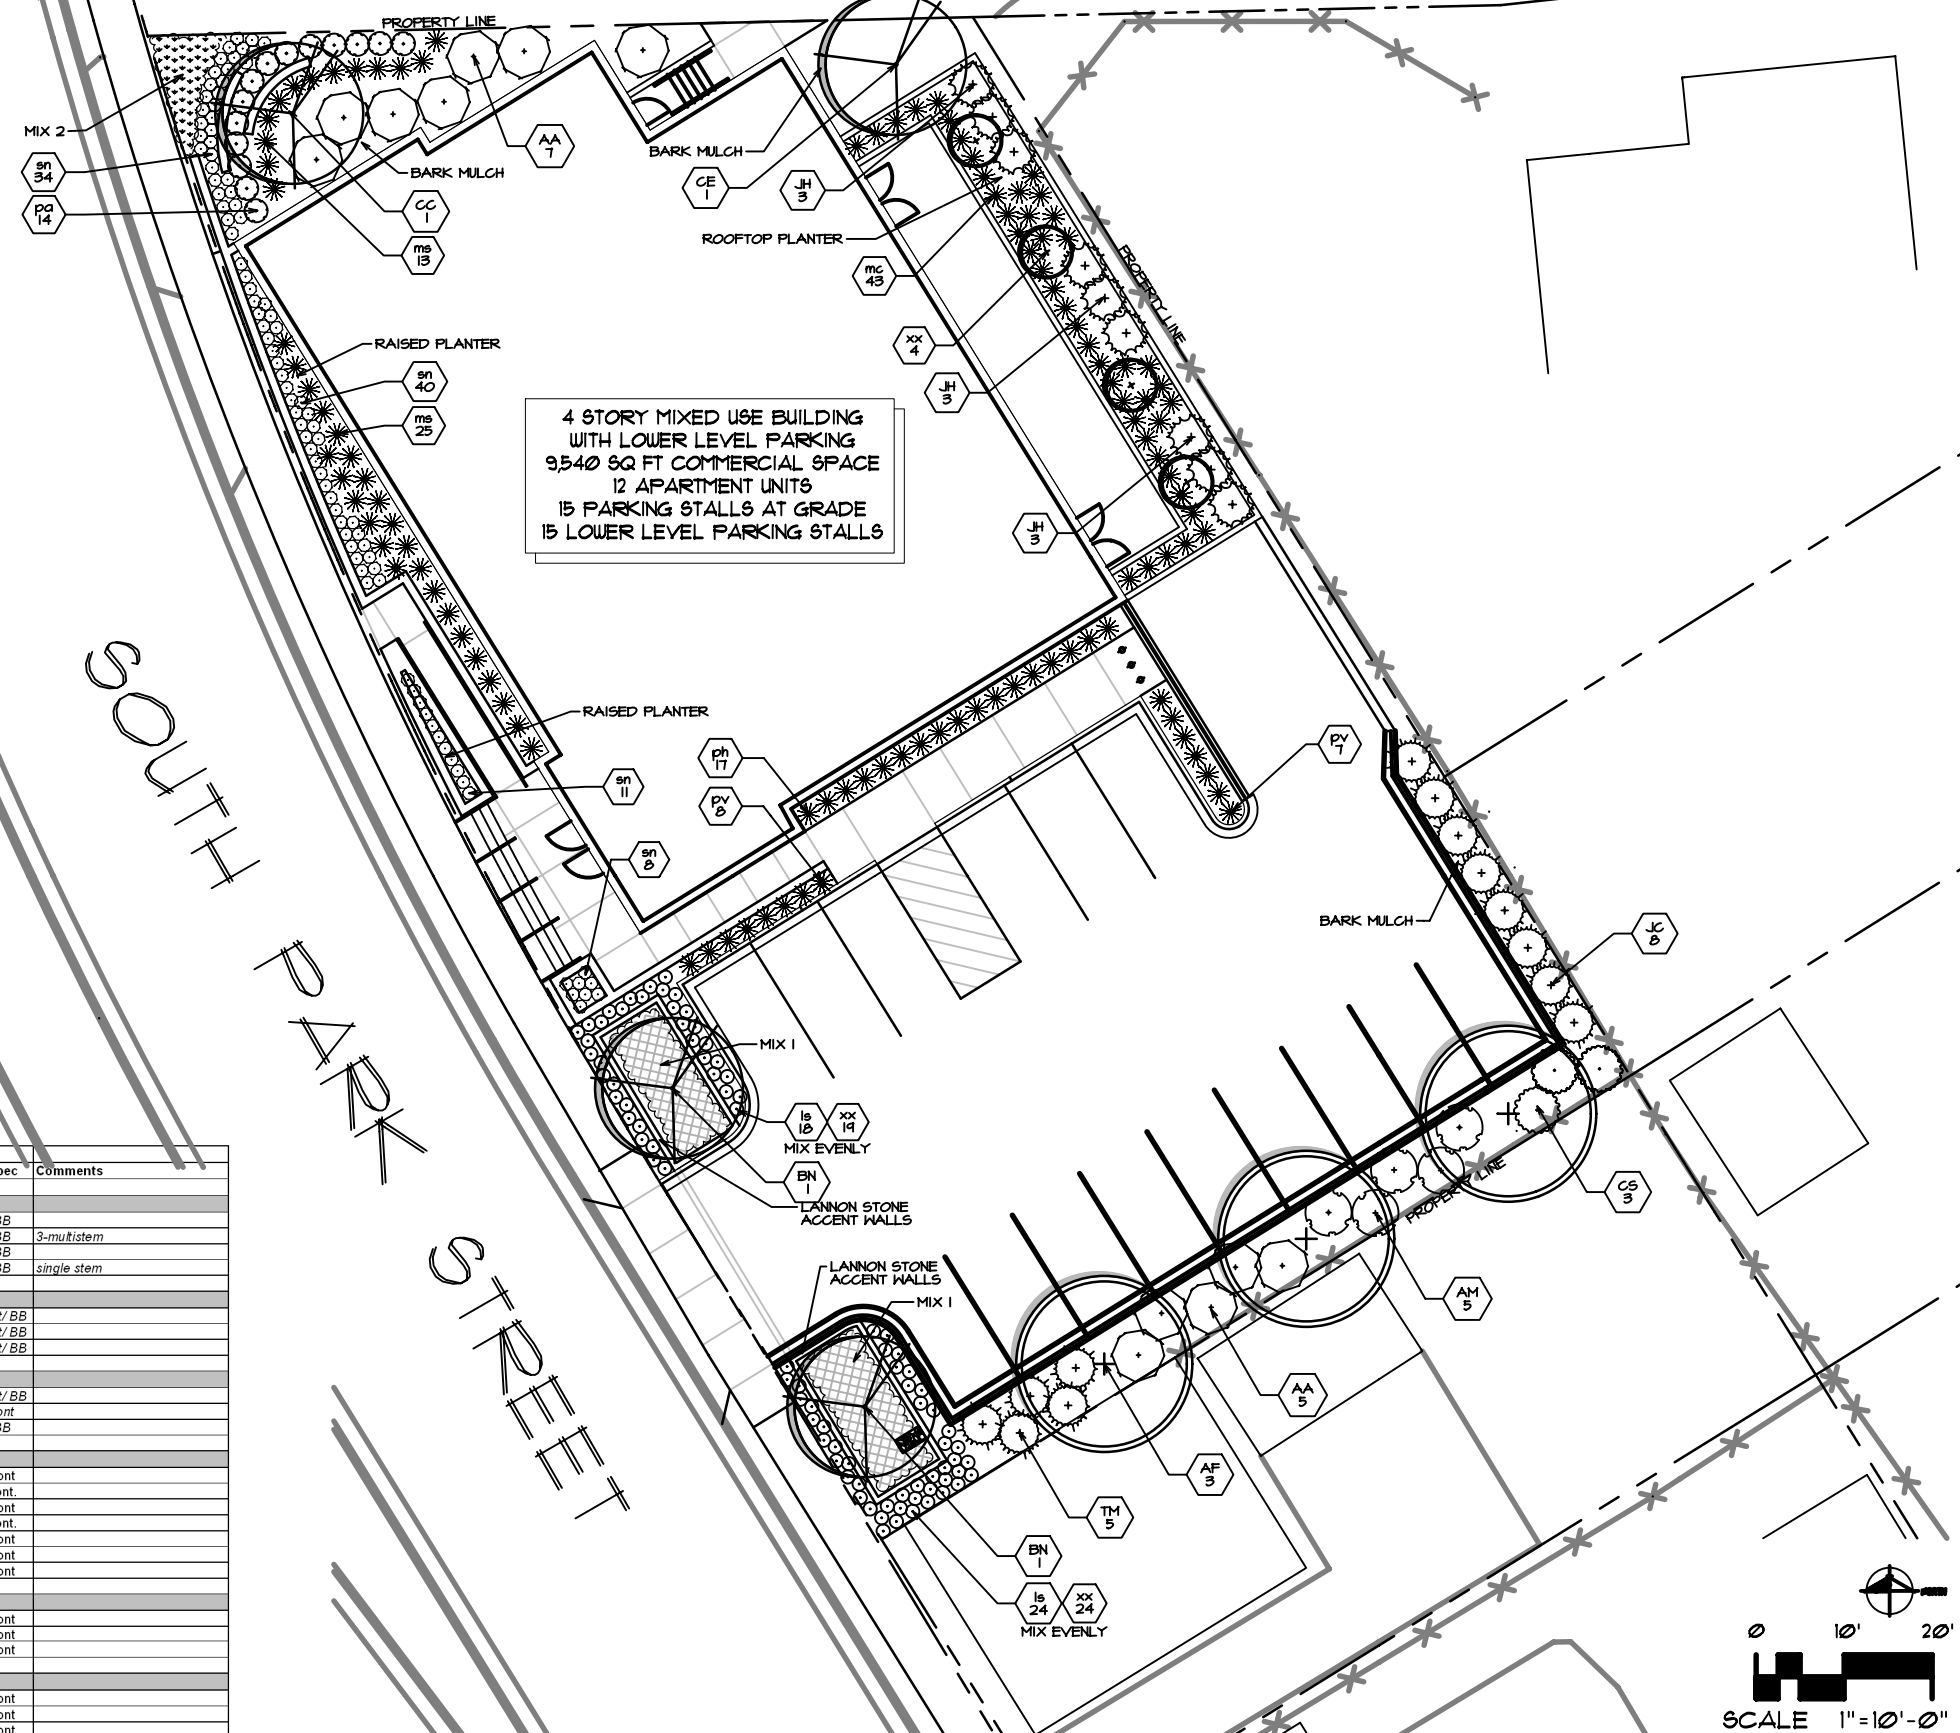 PROPERTY LINE
MIX 2
sn
34
pa
14
AA
7
BARK MULCH
CC
1
ms
13
BARK MULCH
CE
1
JH
3
ROOFTOP PLANTER
mc
43
PROPERTY LINE
xx
4
JH
3
RAISED PLANTER
sn
40
ms
25
4 STORY MIXED USE BUILDING
WITH LOWER LEVEL PARKING
9,540 SQ FT COMMERCIAL SPACE
12 APARTMENT UNITS
15 PARKING STALLS AT GRADE
15 LOWER LEVEL PARKING STALLS
JH
3
SOUTH PARK STREET
RAISED PLANTER
sn
11
ph
17
pv
8
pv
7
sn
8
BARK MULCH
JC
8
MIX 1
ls
18
xx
19
MIX EVENLY
BN
1
LANNON STONE
ACCENT WALLS
PROPERTY LINE
CS
3
LANNON STONE
ACCENT WALLS
MIX 1
AM
5
AA
5
AF
3
TM
5
BN
1
ls
24
xx
24
MIX EVENLY
Comments
3-multistem
single stem
0 10' 20'
SCALE 1"=10'-0"